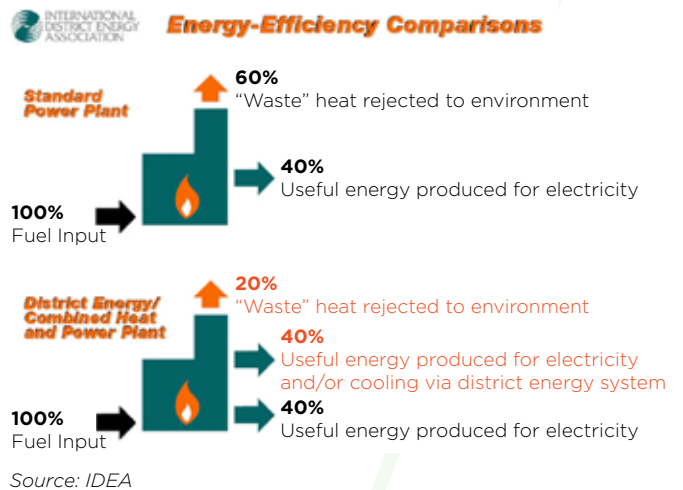 INTERNATIONAL
DISTRICT ENERGY
ASSOCIATION
Energy-Efficiency Comparisons
Standard
Power Plant
60%
“Waste” heat rejected to environment
40%
Useful energy produced for electricity
100%
Fuel Input
District Energy/
Combined Heat
and Power Plant
20%
“Waste” heat rejected to environment
40%
Useful energy produced for electricity
and/or cooling via district energy system
40%
Useful energy produced for electricity
100%
Fuel Input
Source: IDEA